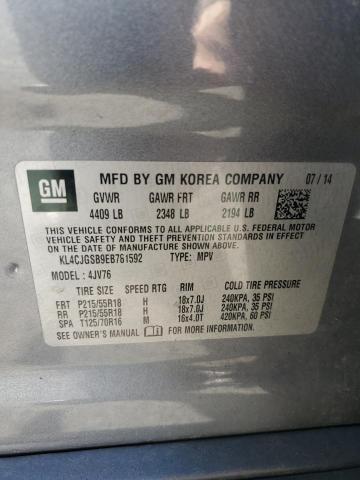 GM
MFD BY GM KOREA COMPANY 07/14
GVWR GAWR FRT GAWR RR
4409 LB 2348 LB 2194 LB
THIS VEHICLE CONFORMS TO ALL APPLICABLE
U.S. FEDERAL MOTOR
VEHICLE SAFETY, BUMPER, AND THEFT PREVENTION STANDARDS
IN EFFECT ON THE
DATE OF MANUFACTURE SHOWN ABOVE.
KL4CJGSB9EB761592 TYPE: MPV
MODEL: 4JV76
TIRE SIZE SPEED RTG RIM COLD TIRE PRESSURE
FRT P215/55R18 H 18x7.0J 240KPA, 35 PSI
RR P215/55R18 H 18x7.0J 240KPA, 35 PSI
SPA T125/70R16 M 16x4.0T 420KPA, 60 PSI
SEE OWNER'S MANUAL FOR ADDITIONAL INFORMATION.